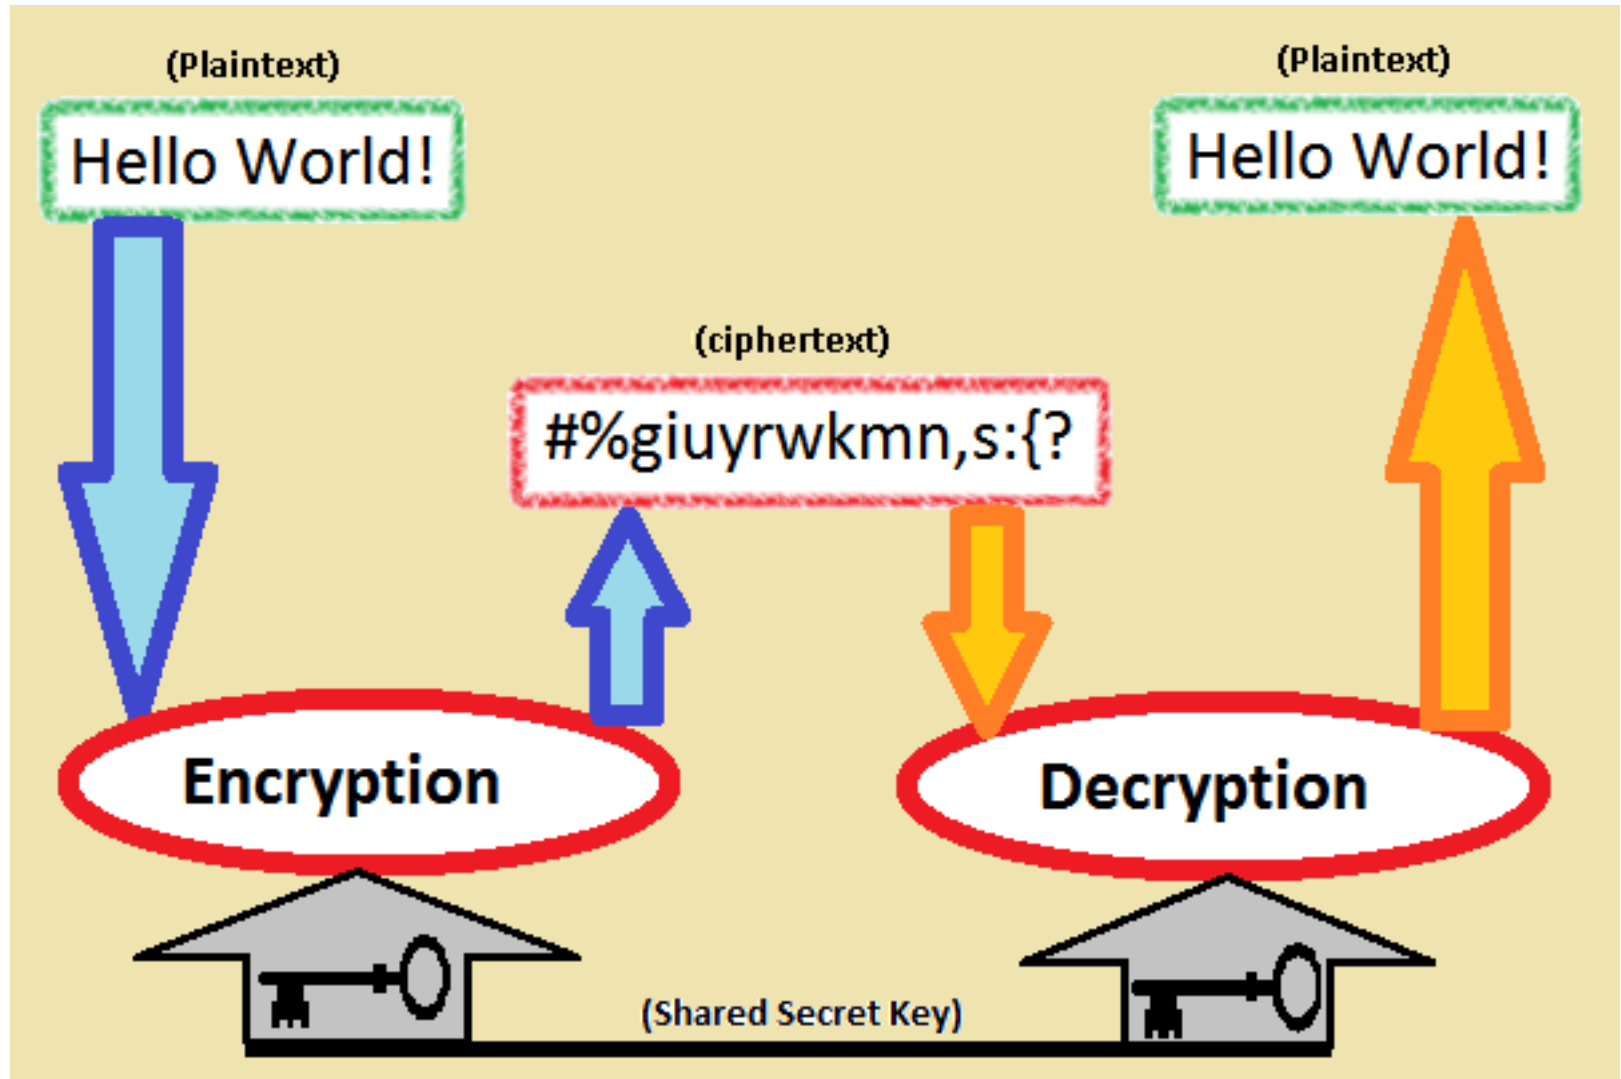 (Plaintext)
Hello World!
(Plaintext)
Hello World!
(ciphertext)
#%giuyrwkmn,s:{?
Encryption
Decryption
(Shared Secret Key)